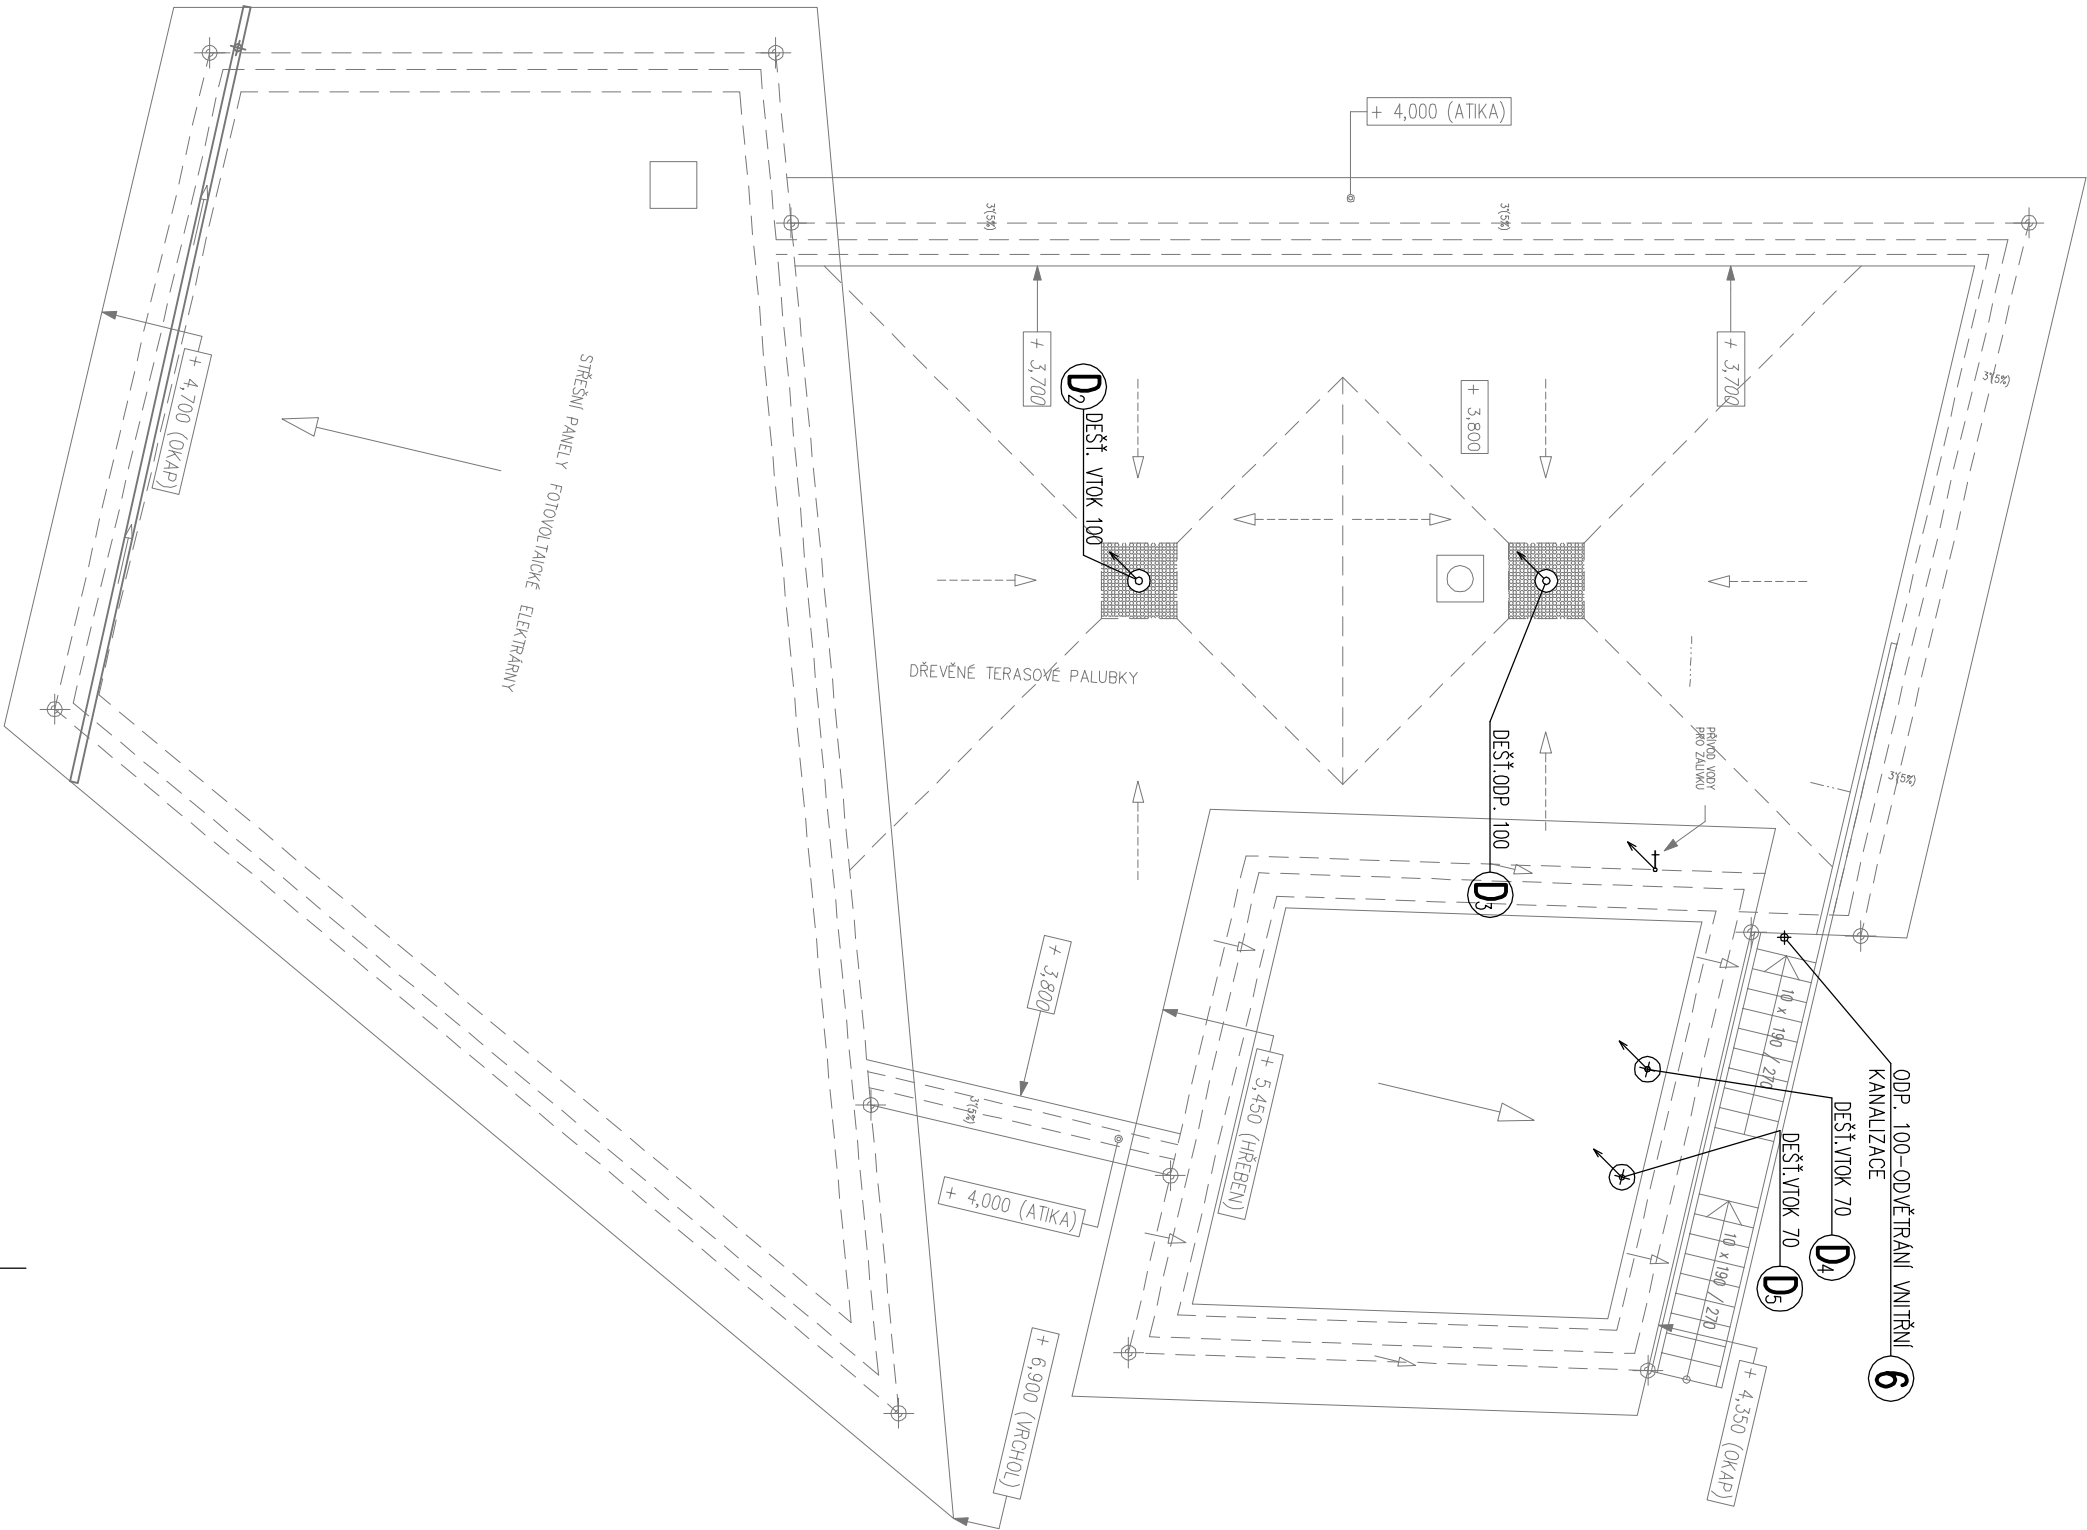 + 4,000 (ATIKA)
3°(5%)
3°(5%)
3°(5%)
3°(5%)
+ 3,700
+ 3,700
+ 3,800
D2
DEŠŤ. VTOK 100
+ 4,700 (OKAP)
STŘEŠNÍ PANELY FOTOVOLTAICKÉ ELEKTRÁRNY
DŘEVĚNÉ TERASOVÉ PALUBKY
PŘÍVOD VODY
PRO ZÁLIVKU
DEŠŤ.ODP. 100
D3
+ 3,800
3°(5%)
+ 4,000 (ATIKA)
+ 5,450 (HŘEBEN)
10 x 190 / 270
10 x 190 / 270
ODP. 100-ODVĚTRÁNÍ VNITŘNÍ
KANALIZACE
6
DEŠŤ.VTOK 70
D4
DEŠŤ.VTOK 70
D5
+ 4,350 (OKAP)
+ 6,900 (VRCHOL)